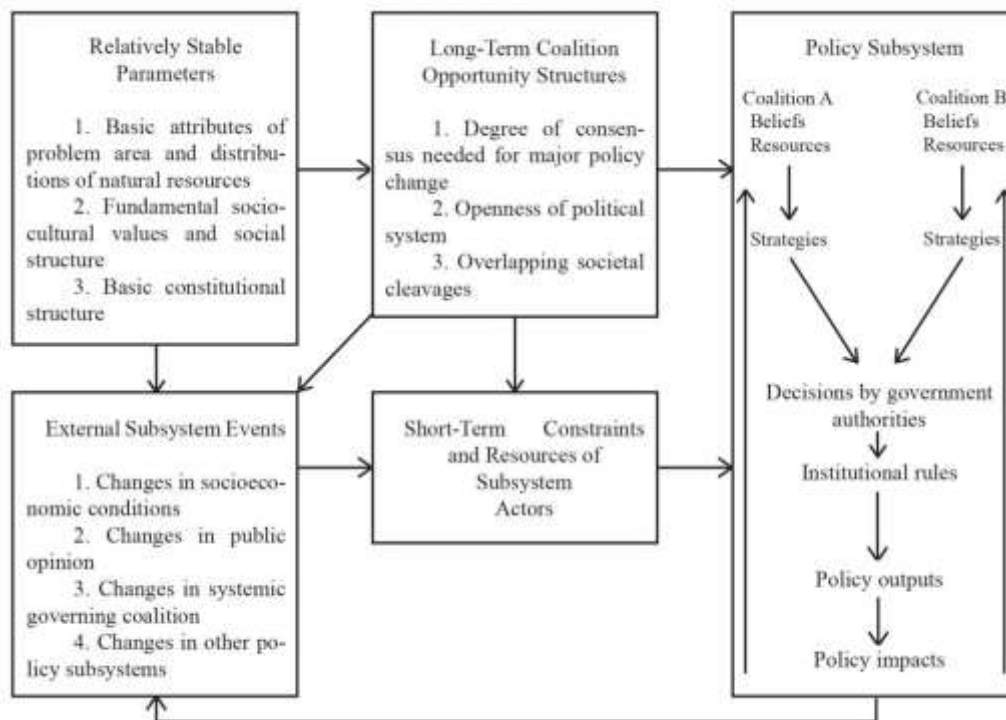 Relatively Stable
Parameters
1. Basic attributes of
problem area and distribu-
tions of natural resources
2. Fundamental socio-
cultural values and social
structure
3. Basic constitutional
structure
Long-Term Coalition
Opportunity Structures
1. Degree of consen-
sus needed for major policy
change
2. Openness of political
system
3. Overlapping societal
cleavages
Policy Subsystem
Coalition A
Beliefs
Resources
Coalition B
Beliefs
Resources
Strategies
Strategies
Decisions by government
authorities
Institutional rules
Policy outputs
Policy impacts
External Subsystem Events
1. Changes in socioeco-
nomic conditions
2. Changes in public
opinion
3. Changes in systemic
governing coalition
4. Changes in other po-
licy subsystems
Short-Term Constraints
and Resources of
Subsystem
Actors